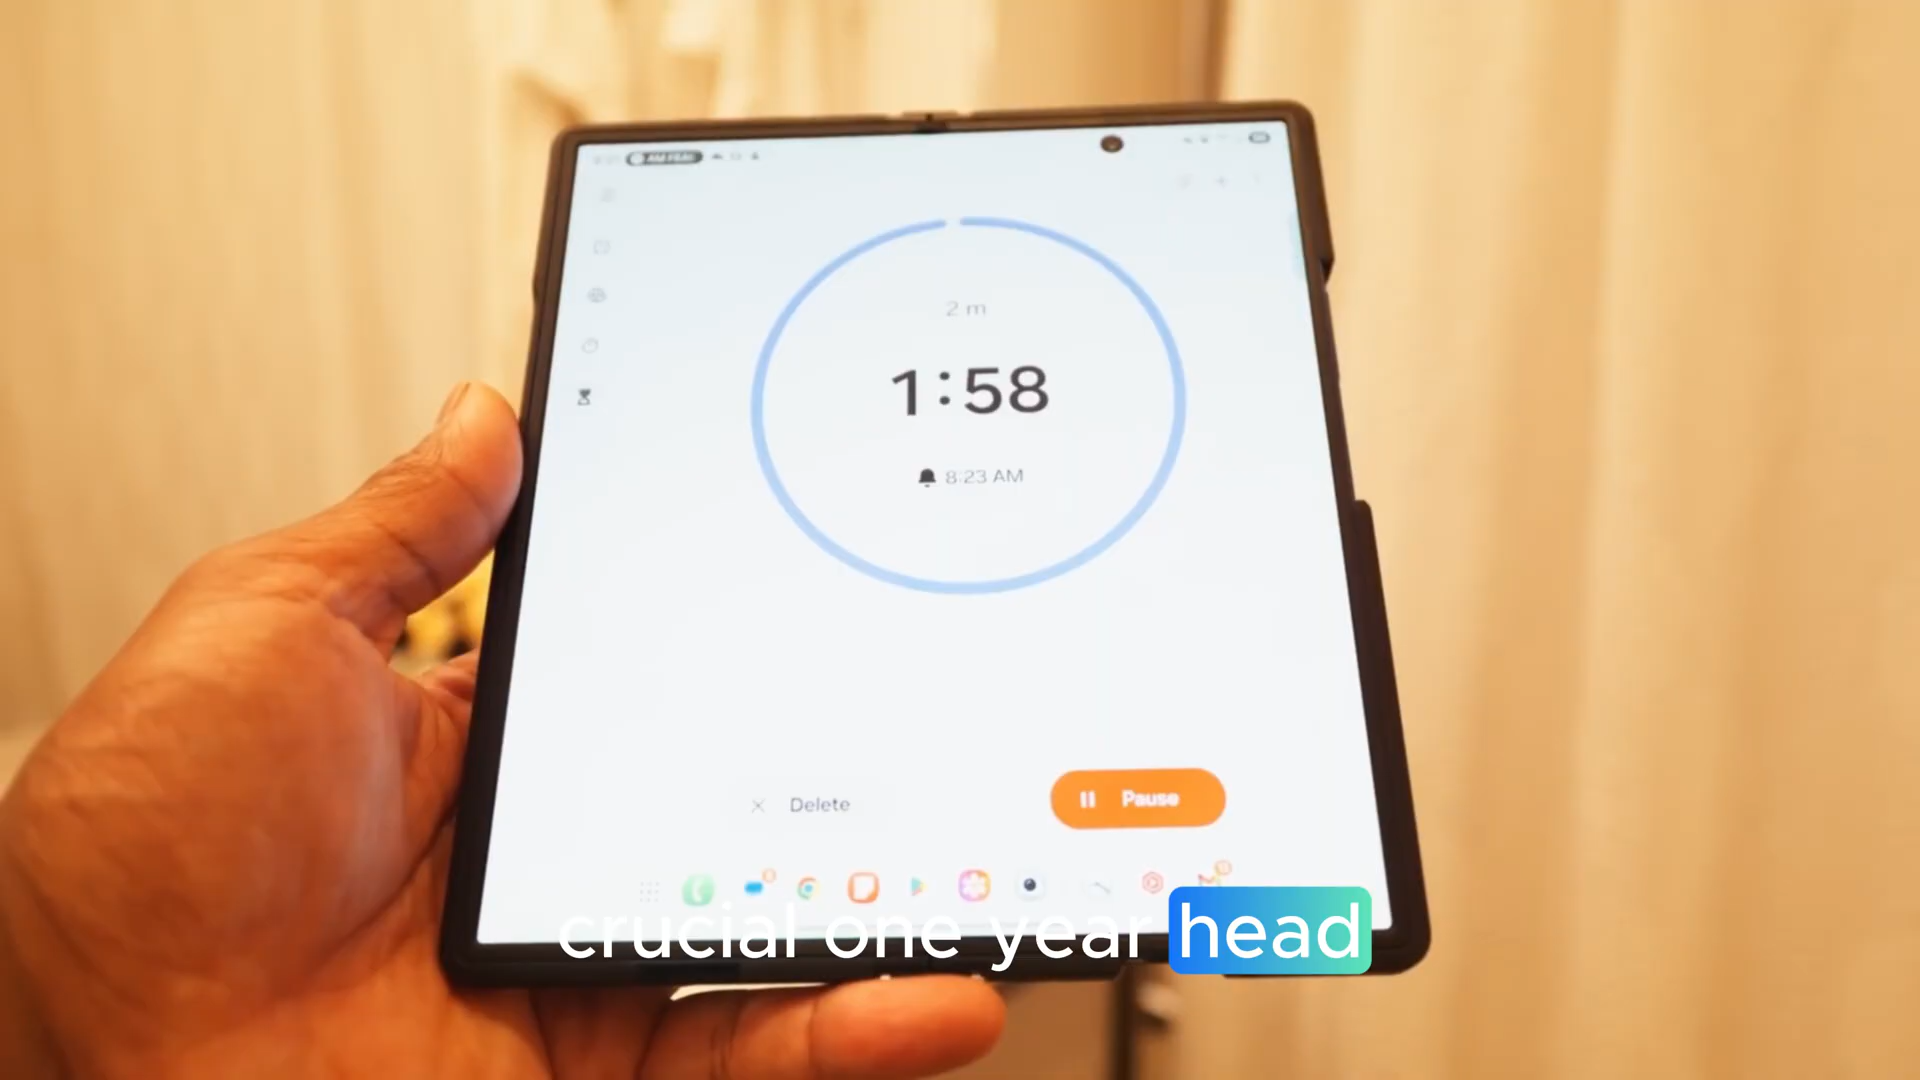 2 m
1:58
8:23 AM
Delete
Pause
crucial one year head